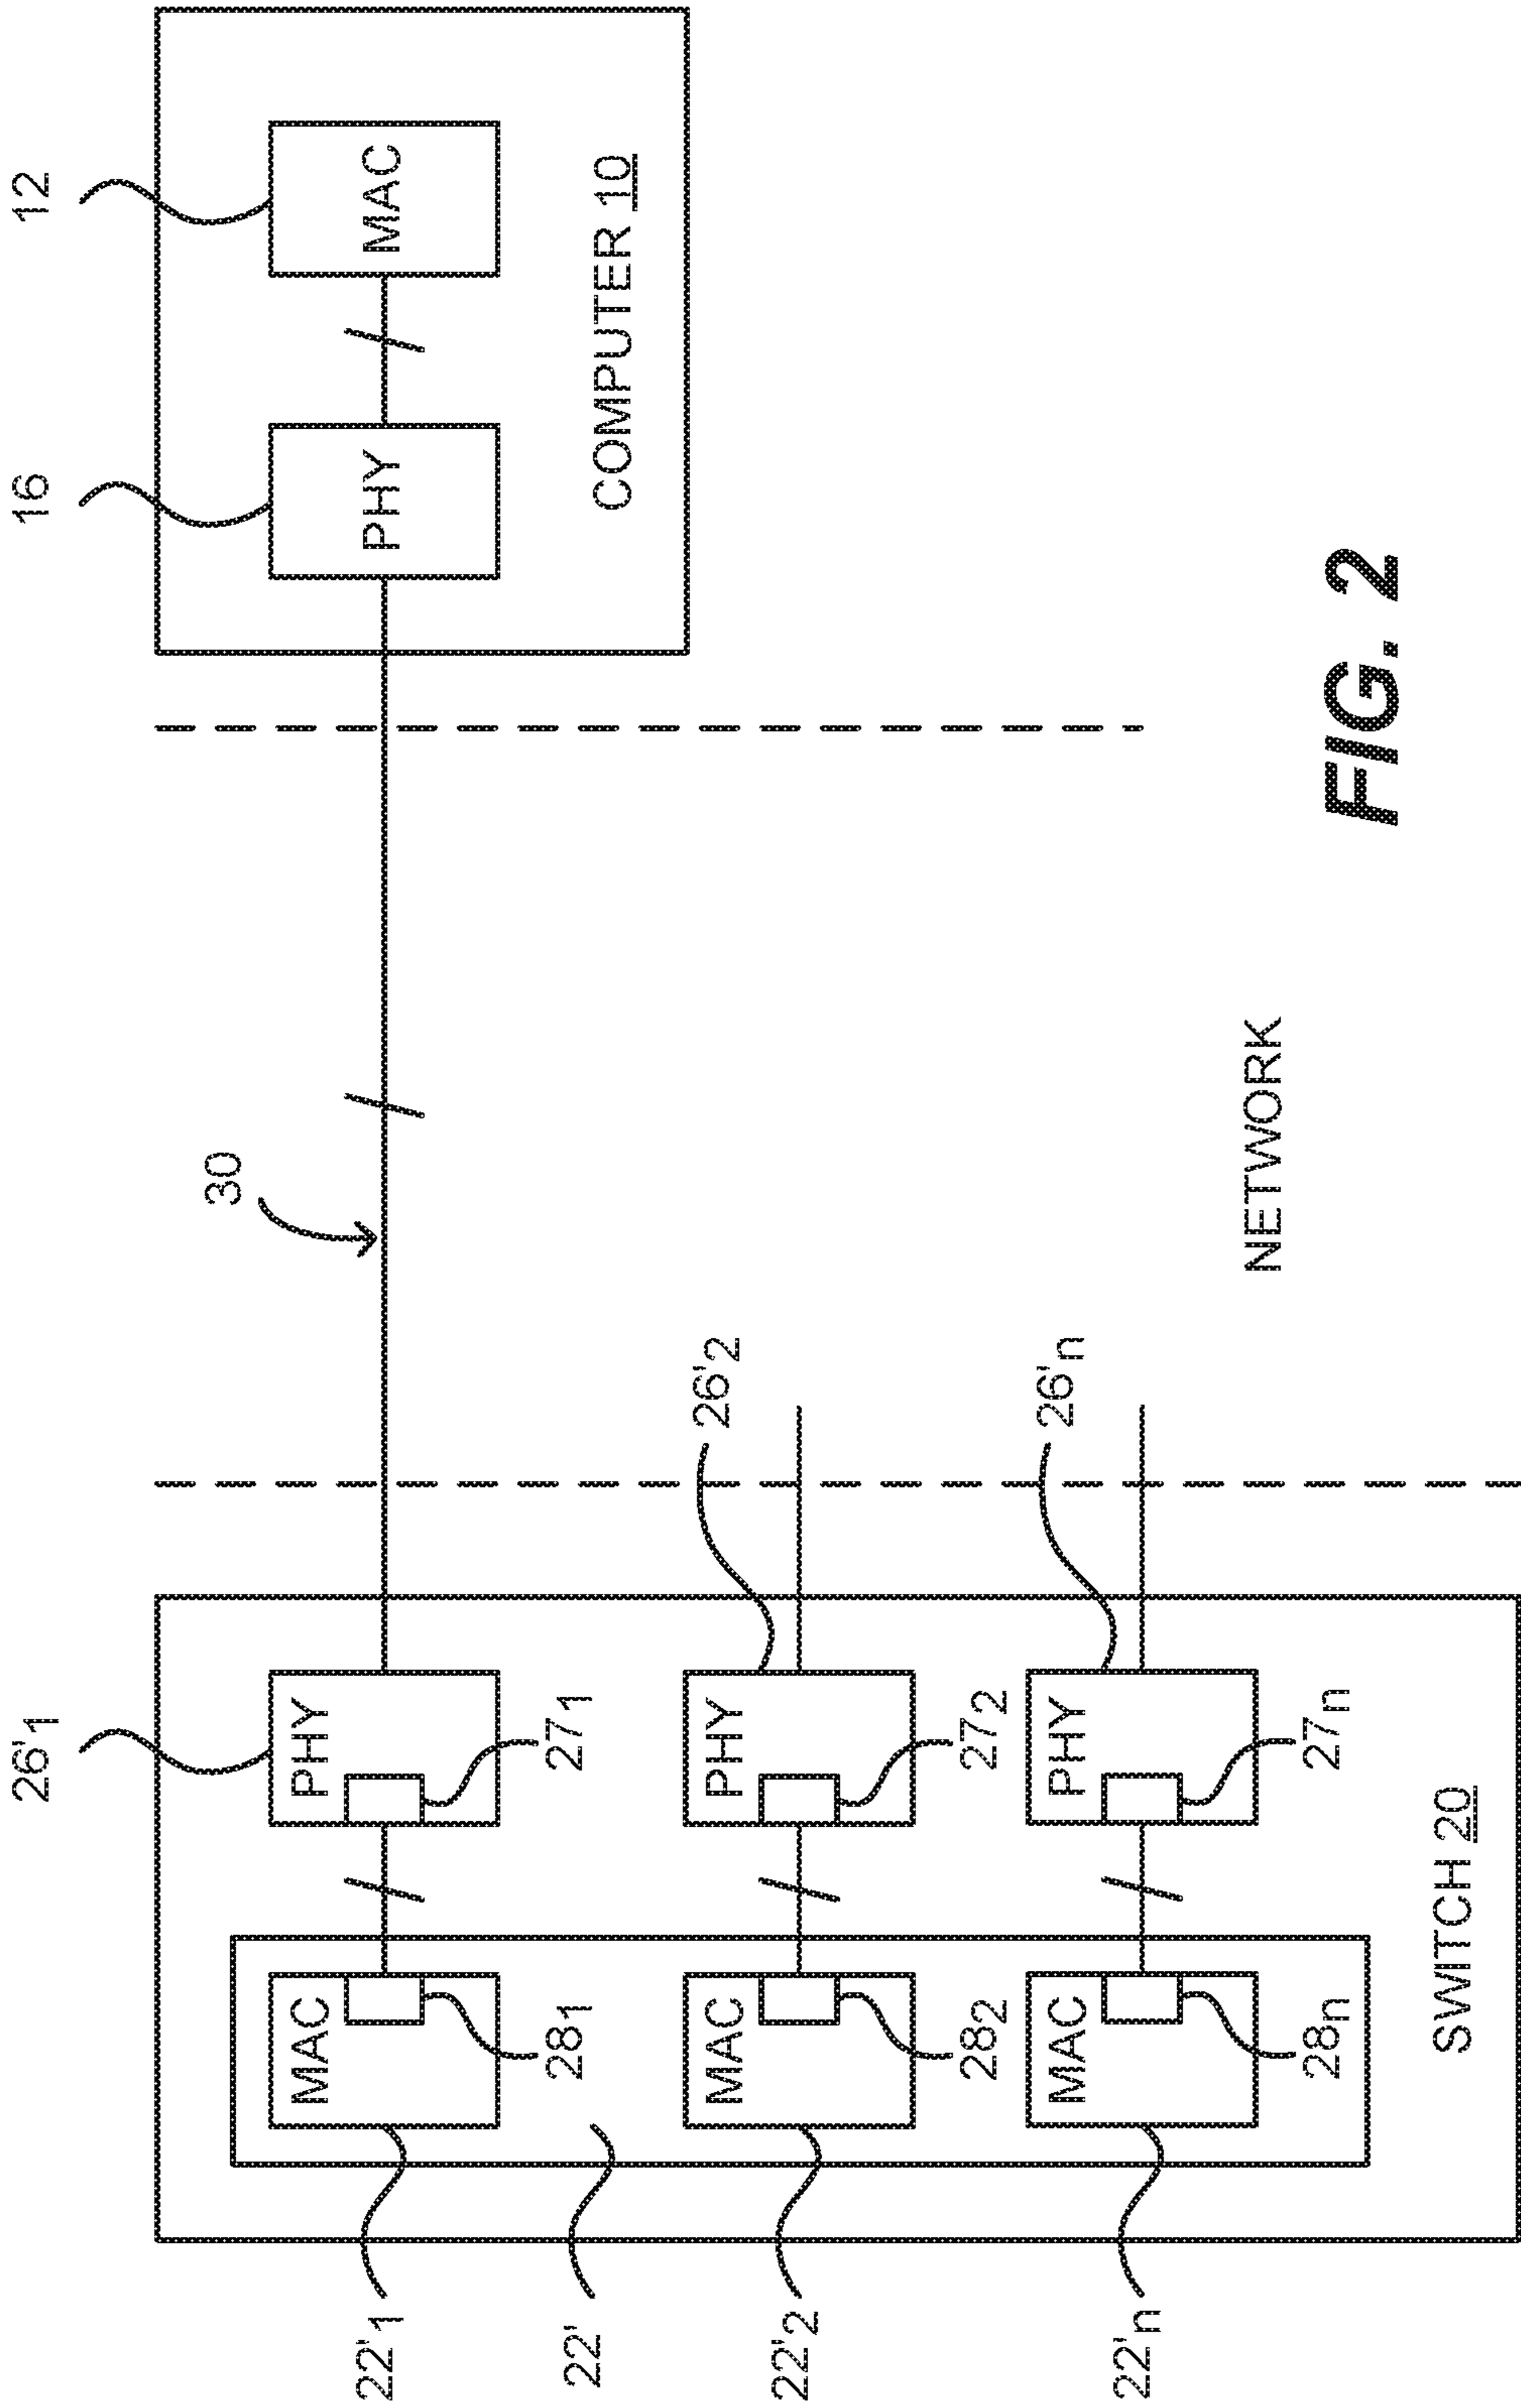 26'₁
30
16
12
22'₁
MAC
28₁
PHY
27₁
PHY
MAC
22'
COMPUTER 10
22'₂
MAC
28₂
PHY
27₂
26'₂
22'ₙ
MAC
28ₙ
PHY
27ₙ
26'ₙ
NETWORK
SWITCH 20
FIG. 2